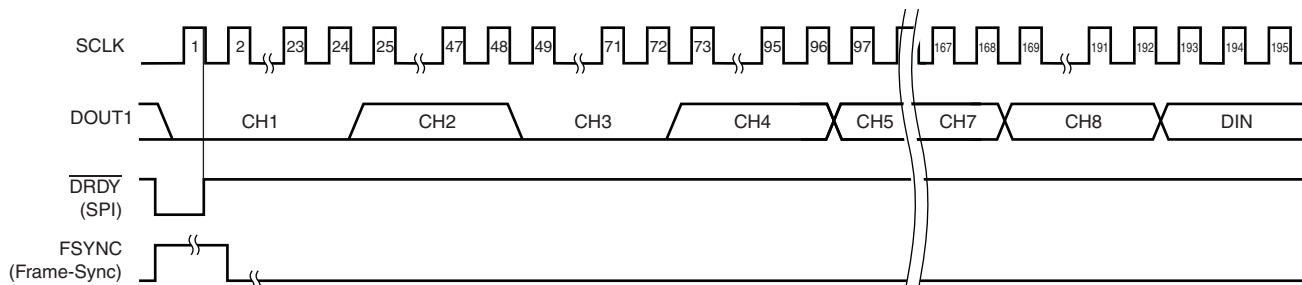 SCLK 1 2 23 24 25 47 48 49 71 72 73 95 96 97 167 168 169 191 192 193 194 195
DOUT1 CH1 CH2 CH3 CH4 CH5 CH7 CH8 DIN
DRDY
(SPI)
FSYNC
(Frame-Sync)